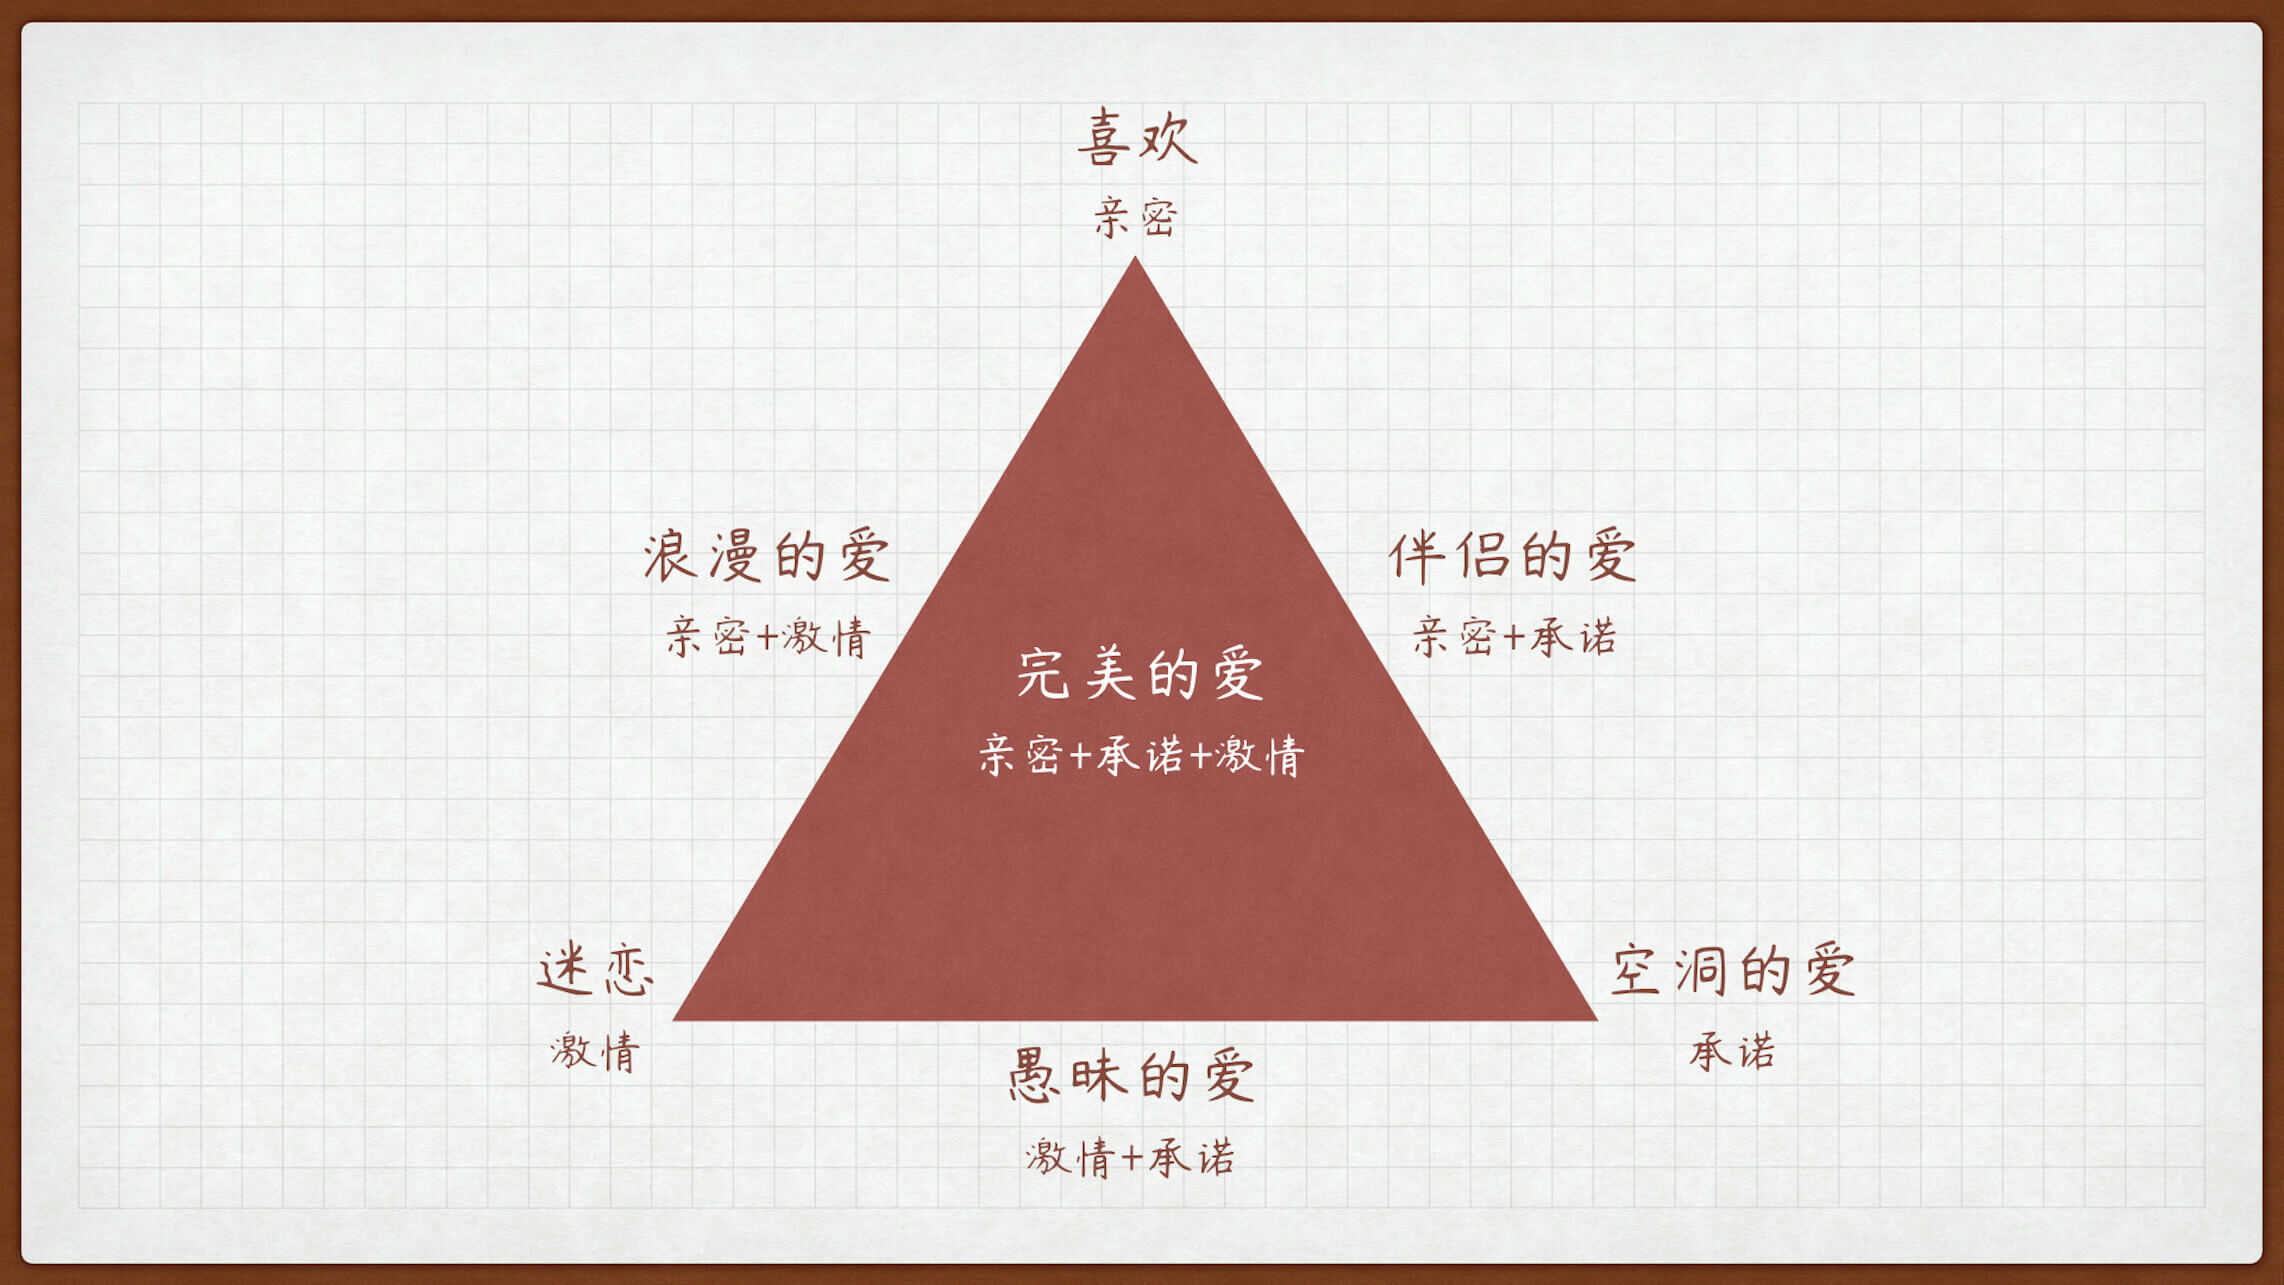 喜欢
亲密
浪漫的爱
亲密+激情
伴侣的爱
亲密+承诺
完美的爱
亲密+承诺+激情
迷恋
激情
空洞的爱
承诺
愚昧的爱
激情+承诺